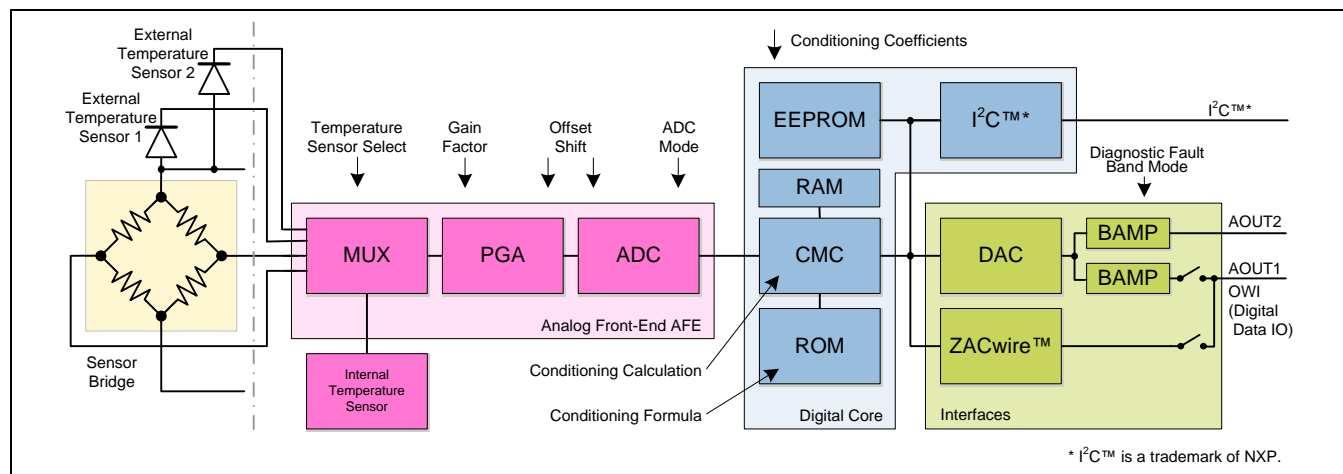 External
Temperature
Sensor 2
External
Temperature
Sensor 1
Sensor
Bridge
Temperature
Sensor Select
Gain
Factor
Offset
Shift
ADC
Mode
MUX
PGA
ADC
Analog Front-End AFE
Internal
Temperature
Sensor
Conditioning Coefficients
EEPROM
I²C™*
RAM
CMC
ROM
Conditioning Calculation
Conditioning Formula
Digital Core
I²C™*
Diagnostic Fault
Band Mode
DAC
BAMP
BAMP
ZACwire™
Interfaces
AOUT2
AOUT1
OWI
(Digital
Data IO)
* I²C™ is a trademark of NXP.